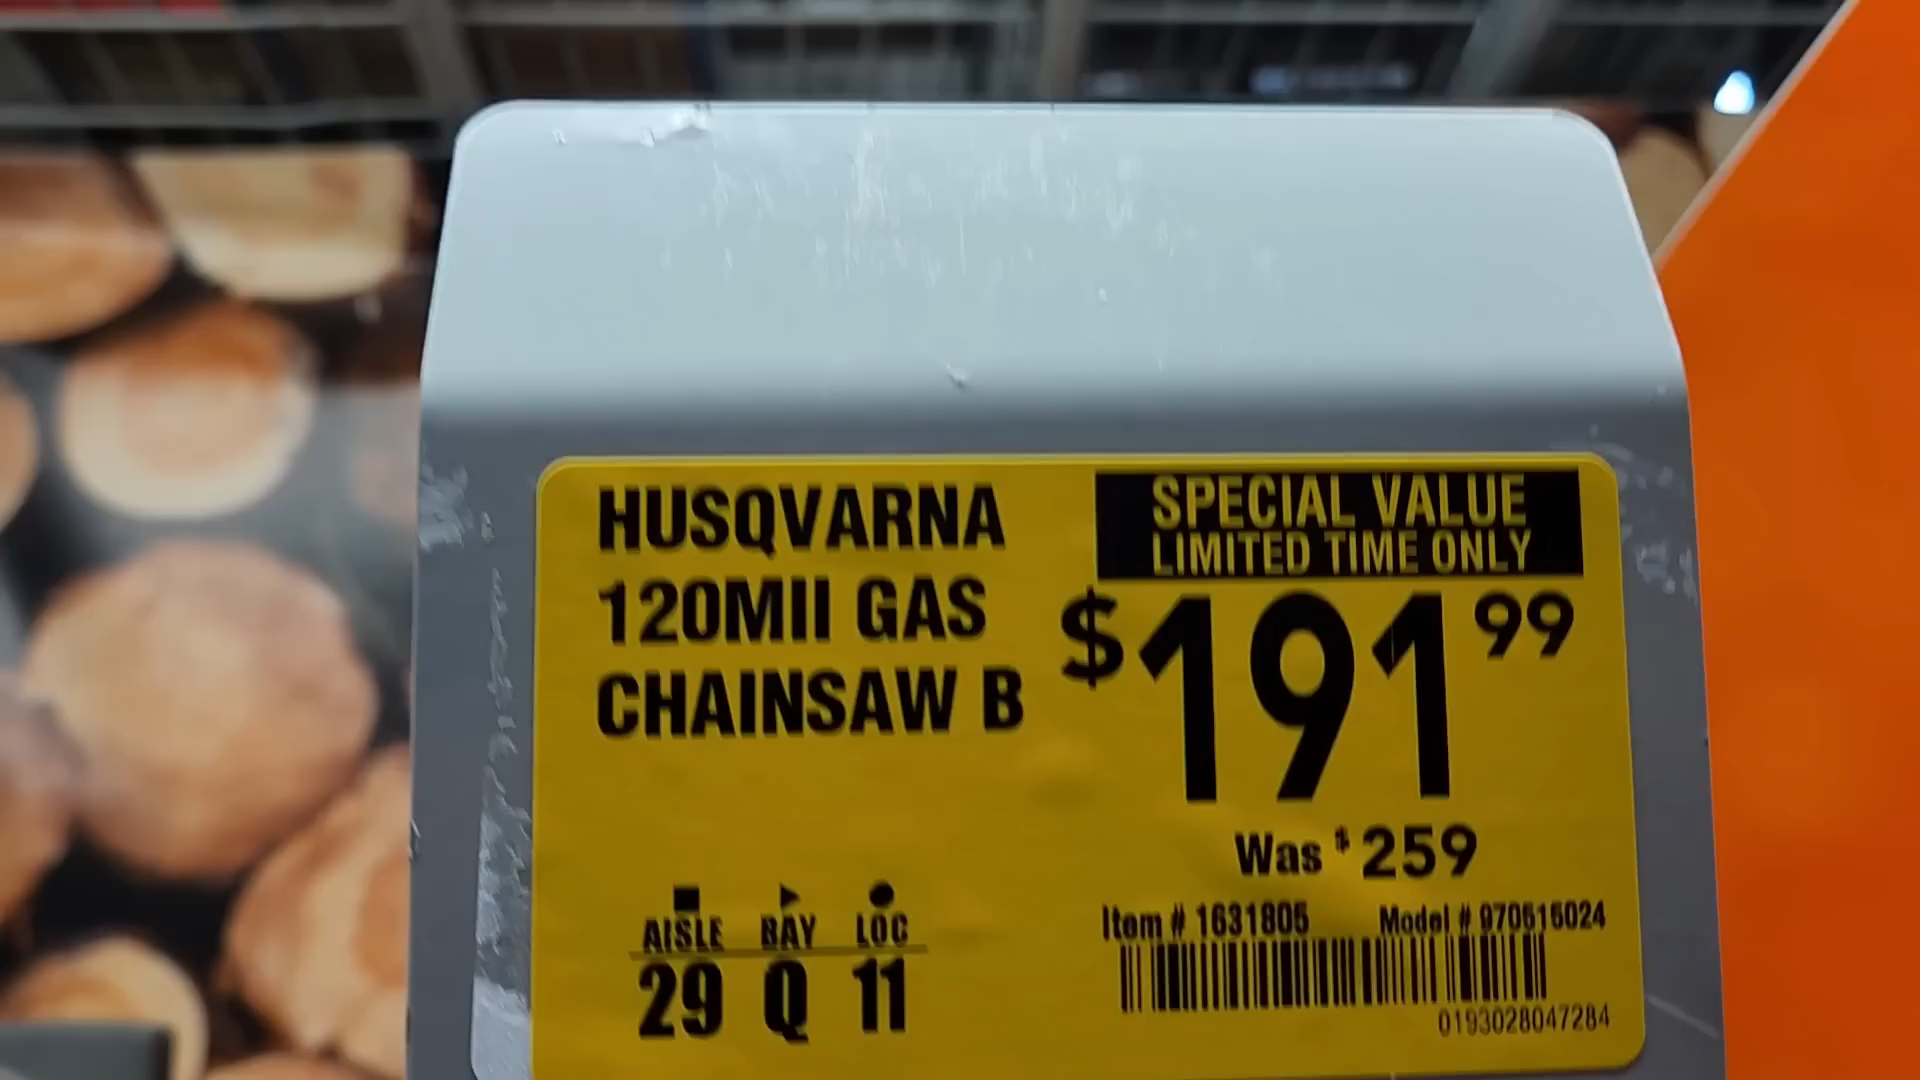 HUSQVARNA
120MII GAS
CHAINSAW B
SPECIAL VALUE
LIMITED TIME ONLY
$191 99
Was $259
AISLE BAY LOC
29 Q 11
Item # 1631805 Model # 970515024
0193028047284